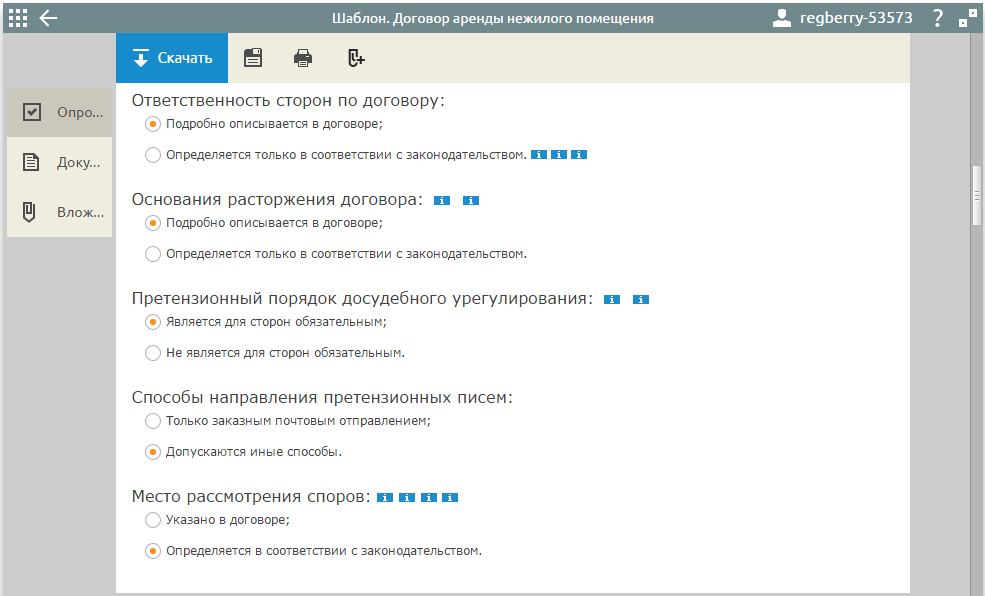 Шаблон. Договор аренды нежилого помещения
regberry-53573 ?
Скачать
Опро...
Доку...
Влож...
Ответственность сторон по договору:
Подробно описывается в договоре;
Определяется только в соответствии с законодательством. i i i
Основания расторжения договора: i i
Подробно описывается в договоре;
Определяется только в соответствии с законодательством.
Претензионный порядок досудебного урегулирования: i i
Является для сторон обязательным;
Не является для сторон обязательным.
Способы направления претензионных писем:
Только заказным почтовым отправлением;
Допускаются иные способы.
Место рассмотрения споров: i i i i
Указано в договоре;
Определяется в соответствии с законодательством.